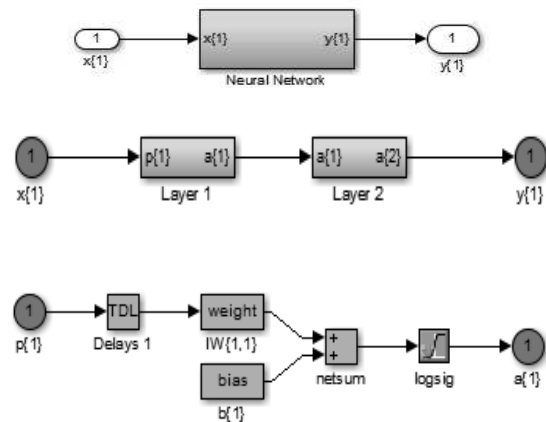 1 x{1} y{1} 1
x{1} Neural Network y{1}
1 p{1} a{1} a{1} a{2} 1
x{1} Layer 1 Layer 2 y{1}
1 TDL weight + 1
p{1} Delays 1 IW{1,1} + netsum logsig a{1}
bias
b{1}